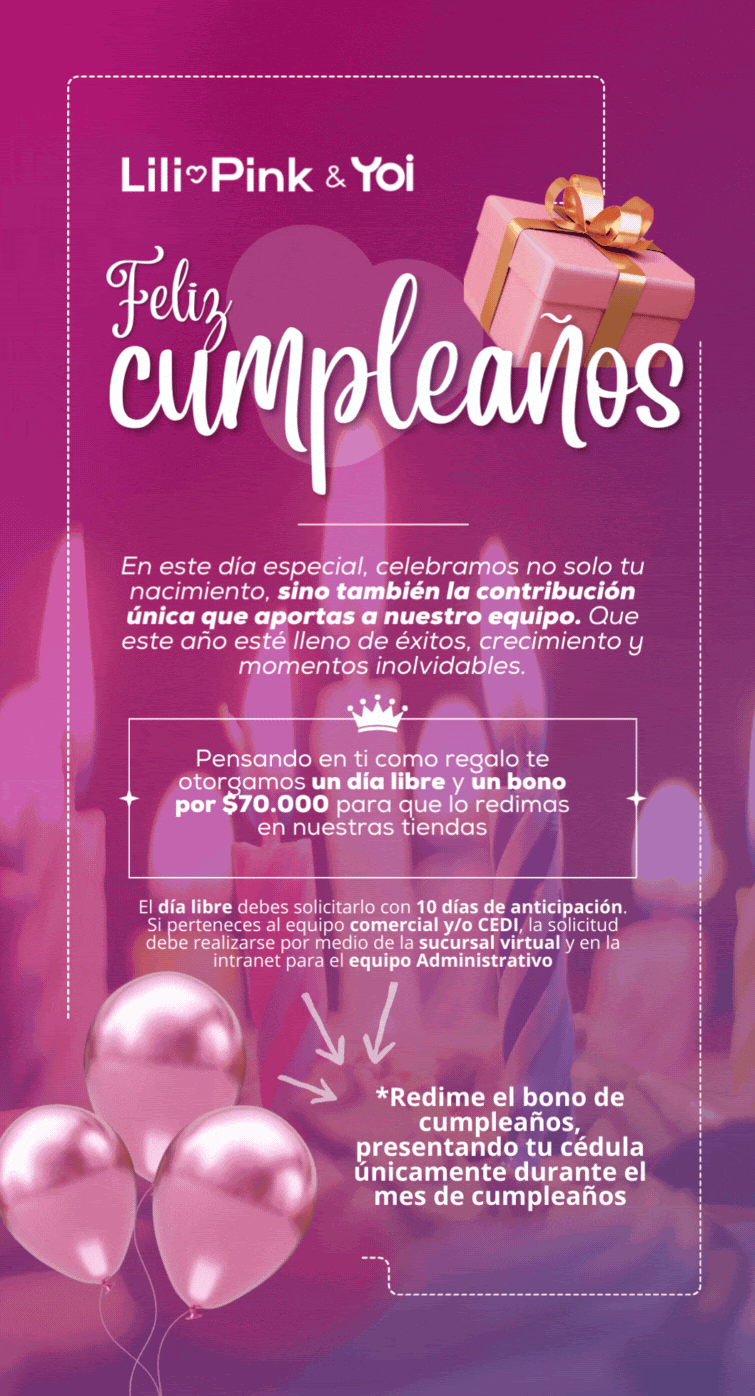 Lili Pink & Yoi
Feliz
cumpleaños
En este día especial, celebramos no solo tu
nacimiento, sino también la contribución
única que aportas a nuestro equipo. Que
este año esté lleno de éxitos, crecimiento y
momentos inolvidables.
Pensando en ti como regalo te
otorgamos un día libre y un bono
por $70.000 para que lo redimas
en nuestras tiendas
El día libre debes solicitarlo con 10 días de anticipación.
Si perteneces al equipo comercial y/o CEDI, la solicitud
debe realizarse por medio de la sucursal virtual y en la
intranet para el equipo Administrativo
*Redime el bono de
cumpleaños,
presentando tu cédula
únicamente durante el
mes de cumpleaños